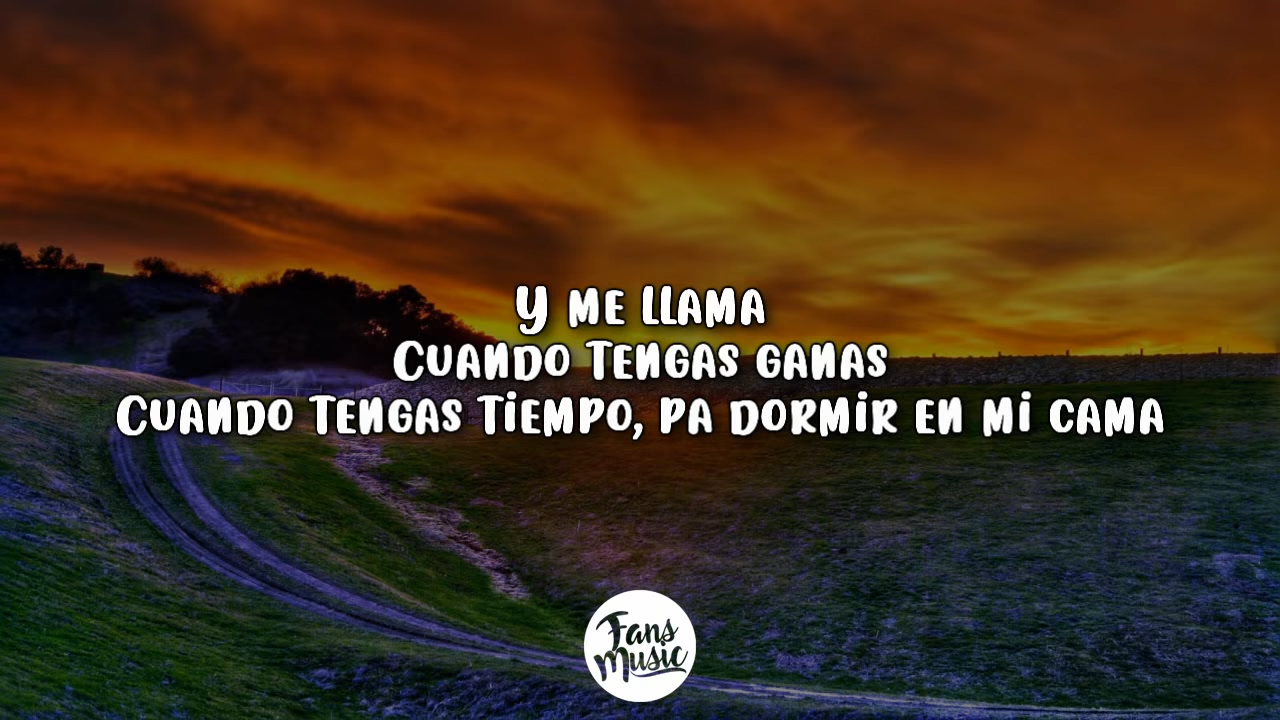 Y ME LLAMA
CUANDO TENGAS GANAS
CUANDO TENGAS TIEMPO, PA DORMIR EN MI CAMA
Fans
Music